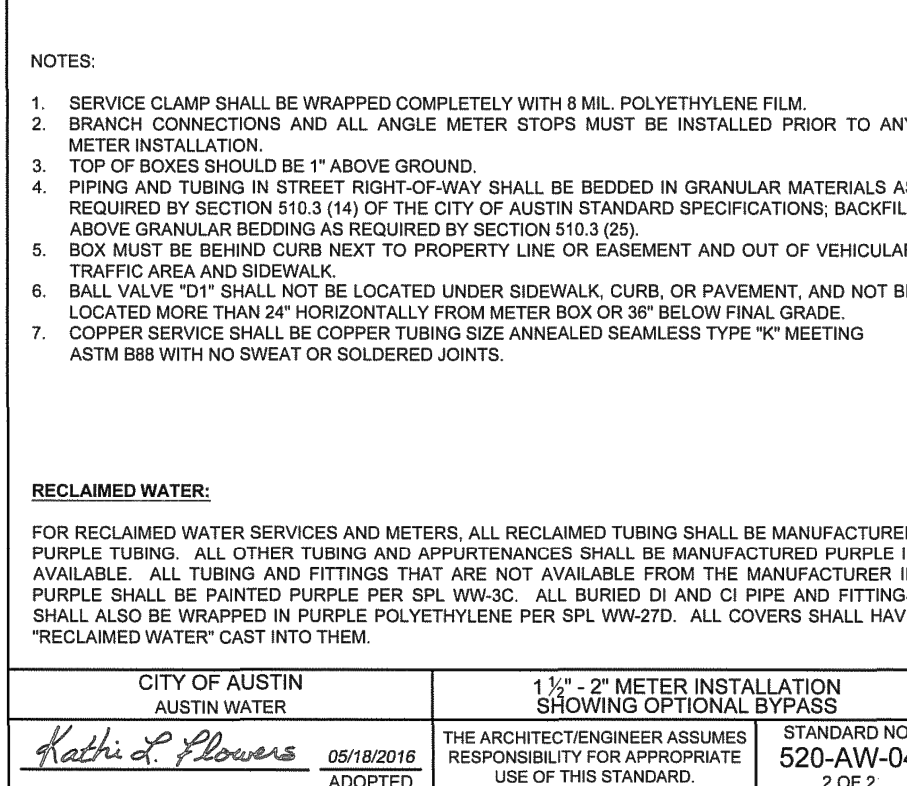 NOTES:
1. SERVICE CLAMP SHALL BE WRAPPED COMPLETELY WITH 8 MIL. POLYETHYLENE FILM.
2. BRANCH CONNECTIONS AND ALL ANGLE METER STOPS MUST BE INSTALLED PRIOR TO ANY
METER INSTALLATION.
3. TOP OF BOXES SHOULD BE 1" ABOVE GROUND.
4. PIPING AND TUBING IN STREET RIGHT-OF-WAY SHALL BE BEDDED IN GRANULAR MATERIALS AS
REQUIRED BY SECTION 510.3 (14) OF THE CITY OF AUSTIN STANDARD SPECIFICATIONS; BACKFIL
ABOVE GRANULAR BEDDING AS REQUIRED BY SECTION 510.3 (25).
5. BOX MUST BE BEHIND CURB NEXT TO PROPERTY LINE OR EASEMENT AND OUT OF VEHICULAR
TRAFFIC AREA AND SIDEWALK.
6. BALL VALVE "D1" SHALL NOT BE LOCATED UNDER SIDEWALK, CURB, OR PAVEMENT, AND NOT BE
LOCATED MORE THAN 24" HORIZONTALLY FROM METER BOX OR 36" BELOW FINAL GRADE.
7. COPPER SERVICE SHALL BE COPPER TUBING SIZE ANNEALED SEAMLESS TYPE "K" MEETING
ASTM B88 WITH NO SWEAT OR SOLDERED JOINTS.
RECLAIMED WATER:
FOR RECLAIMED WATER SERVICES AND METERS, ALL RECLAIMED TUBING SHALL BE MANUFACTURED
PURPLE TUBING. ALL OTHER TUBING AND APPURTENANCES SHALL BE MANUFACTURED PURPLE I
AVAILABLE. ALL TUBING AND FITTINGS THAT ARE NOT AVAILABLE FROM THE MANUFACTURER I
PURPLE SHALL BE PAINTED PURPLE PER SPL WW-3C. ALL BURIED DI AND CI PIPE AND FITTING
SHALL ALSO BE WRAPPED IN PURPLE POLYETHYLENE PER SPL WW-27D. ALL COVERS SHALL HAV
"RECLAIMED WATER" CAST INTO THEM.
CITY OF AUSTIN
AUSTIN WATER
1 ½" - 2" METER INSTALLATION
SHOWING OPTIONAL BYPASS
Kathi L. Flowers 05/18/2016
ADOPTED
THE ARCHITECT/ENGINEER ASSUMES
RESPONSIBILITY FOR APPROPRIATE
USE OF THIS STANDARD.
STANDARD NO
520-AW-04
2 OF 2